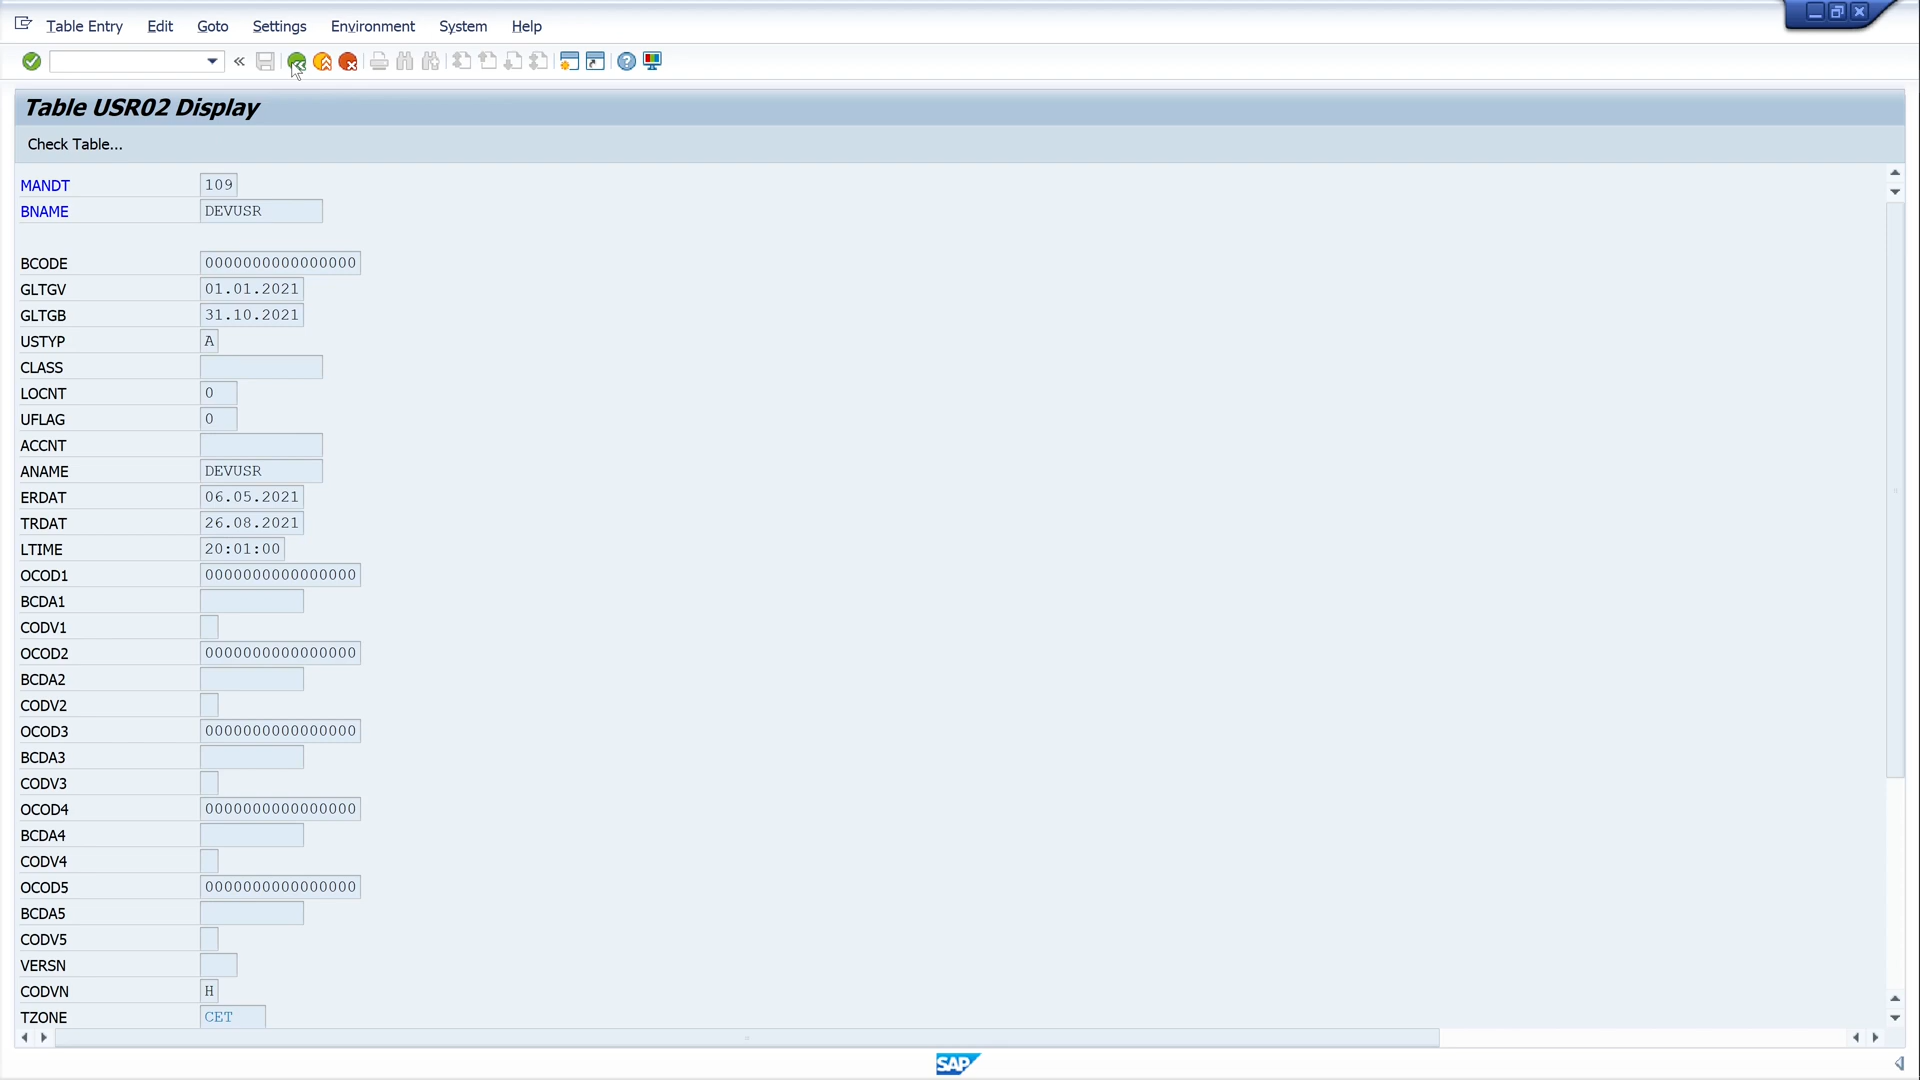 Table Entry Edit Goto Settings Environment System Help
Table USR02 Display
Check Table...
MANDT 109
BNAME DEVUSR
BCODE 0000000000000000
GLTGV 01.01.2021
GLTGB 31.10.2021
USTYP A
CLASS
LOCNT 0
UFLAG 0
ACCNT
ANAME DEVUSR
ERDAT 06.05.2021
TRDAT 26.08.2021
LTIME 20:01:00
OCOD1 0000000000000000
BCDA1
CODV1
OCOD2 0000000000000000
BCDA2
CODV2
OCOD3 0000000000000000
BCDA3
CODV3
OCOD4 0000000000000000
BCDA4
CODV4
OCOD5 0000000000000000
BCDA5
CODV5
VERSN
CODVN H
TZONE CET
SAP